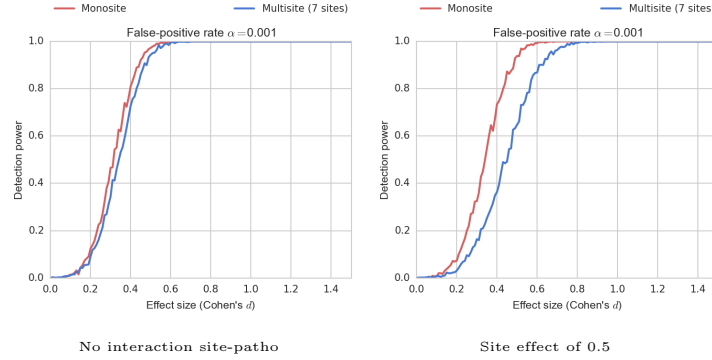 Monosite Multisite (7 sites)
False-positive rate α=0.001
Detection power
1.0
0.8
0.6
0.4
0.2
0.0
0.0 0.2 0.4 0.6 0.8 1.0 1.2 1.4
Effect size (Cohen's d)
No interaction site-patho
Monosite Multisite (7 sites)
False-positive rate α=0.001
Detection power
1.0
0.8
0.6
0.4
0.2
0.0
0.0 0.2 0.4 0.6 0.8 1.0 1.2 1.4
Effect size (Cohen's d)
Site effect of 0.5